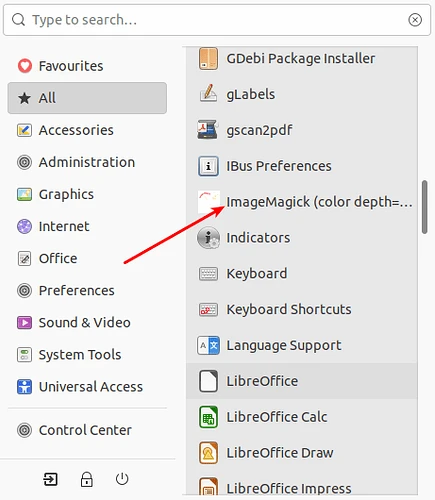 Type to search...
Favourites
All
Accessories
Administration
Graphics
Internet
Office
Preferences
Sound & Video
System Tools
Universal Access
Control Center
GDebi Package Installer
gLabels
gscan2pdf
IBus Preferences
ImageMagick (color depth=...
Indicators
Keyboard
Keyboard Shortcuts
Language Support
LibreOffice
LibreOffice Calc
LibreOffice Draw
LibreOffice Impress